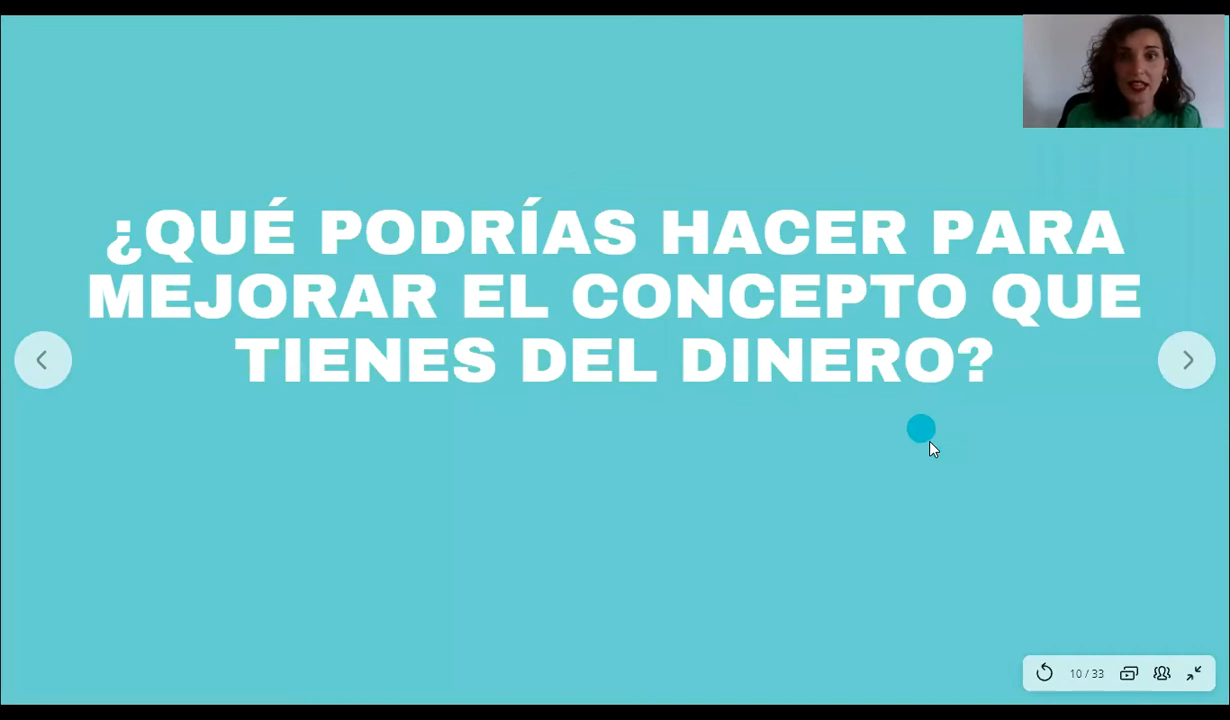 ¿QUÉ PODRÍAS HACER PARA
MEJORAR EL CONCEPTO QUE
TIENES DEL DINERO?
10 / 33